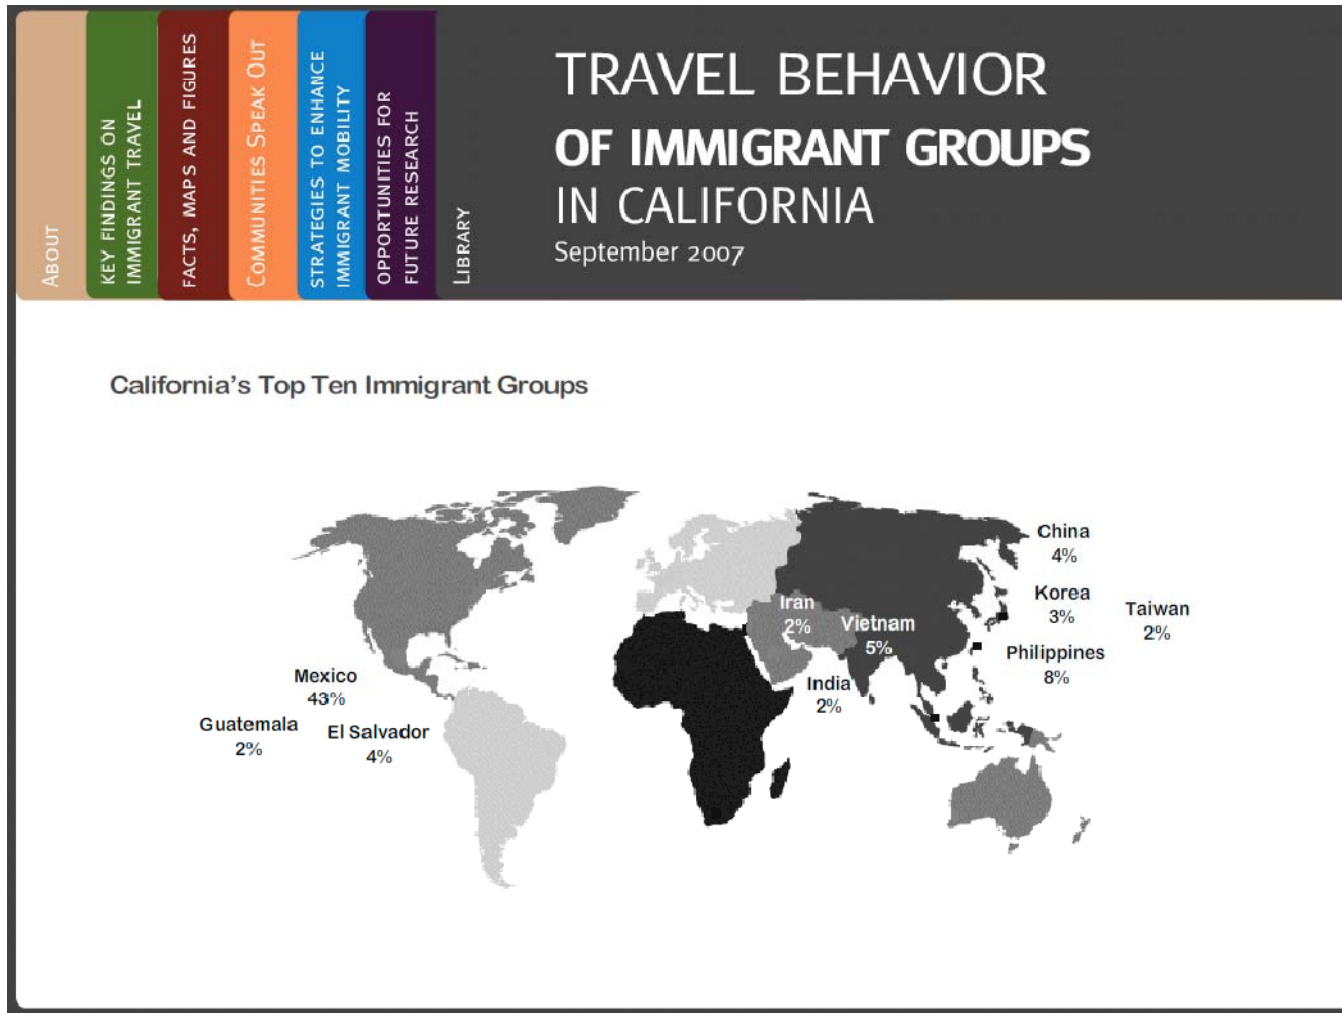 ABOUT
KEY FINDINGS ON
IMMIGRANT TRAVEL
FACTS, MAPS AND FIGURES
COMMUNITIES SPEAK OUT
STRATEGIES TO ENHANCE
IMMIGRANT MOBILITY
OPPORTUNITIES FOR
FUTURE RESEARCH
LIBRARY
TRAVEL BEHAVIOR
OF IMMIGRANT GROUPS
IN CALIFORNIA
September 2007
California's Top Ten Immigrant Groups
China
4%
Korea
3%
Taiwan
2%
Iran
2%
Vietnam
5%
Philippines
8%
India
2%
Mexico
43%
Guatemala
2%
El Salvador
4%